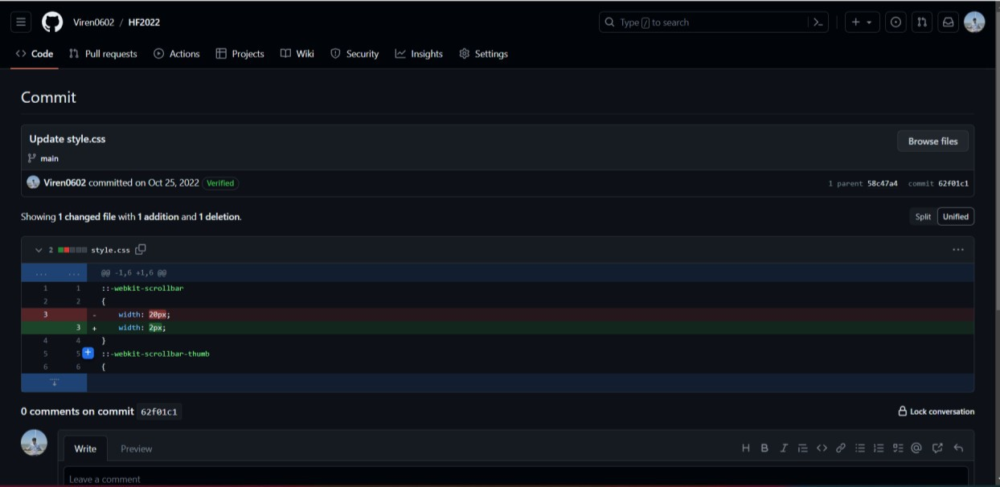 Viren0602 / HF2022
Type / to search
Code Pull requests Actions Projects Wiki Security Insights Settings
Commit
Update style.css
Browse files
main
Viren0602 committed on Oct 25, 2022 Verified
1 parent 58c47a4 commit 62f01c1
Showing 1 changed file with 1 addition and 1 deletion.
Split Unified
2 style.css
... ... @@ -1,6 +1,6 @@
1 1 ::-webkit-scrollbar
2 2 {
3 - width: 20px;
3 + width: 2px;
4 4 }
5 5 ::-webkit-scrollbar-thumb
6 6 {
0 comments on commit 62f01c1
Lock conversation
Write Preview
Leave a comment